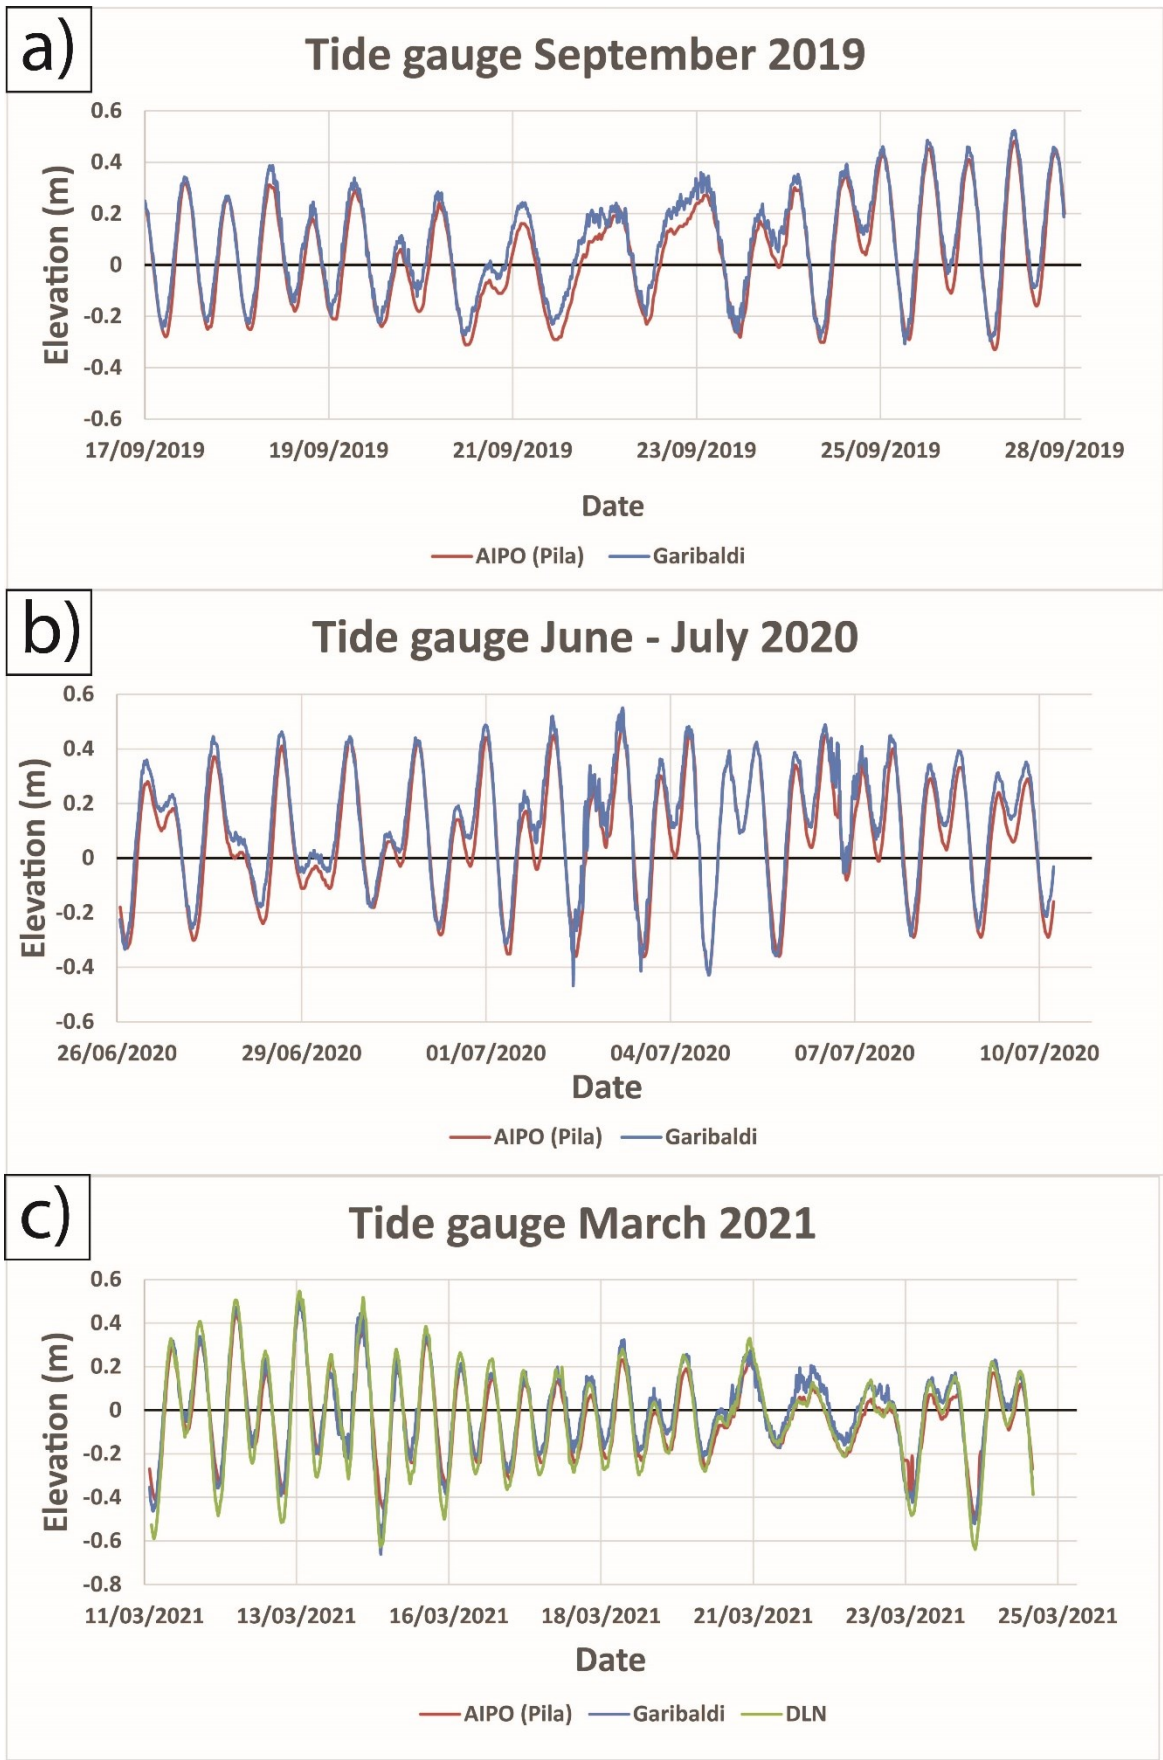 a)
Tide gauge September 2019
0.6
0.4
0.2
0
-0.2
-0.4
-0.6
Elevation (m)
17/09/2019 19/09/2019 21/09/2019 23/09/2019 25/09/2019 28/09/2019
Date
AIPO (Pila) Garibaldi
b)
Tide gauge June - July 2020
0.6
0.4
0.2
0
-0.2
-0.4
-0.6
Elevation (m)
26/06/2020 29/06/2020 01/07/2020 04/07/2020 07/07/2020 10/07/2020
Date
AIPO (Pila) Garibaldi
c)
Tide gauge March 2021
0.6
0.4
0.2
0
-0.2
-0.4
-0.6
-0.8
Elevation (m)
11/03/2021 13/03/2021 16/03/2021 18/03/2021 21/03/2021 23/03/2021 25/03/2021
Date
AIPO (Pila) Garibaldi DLN